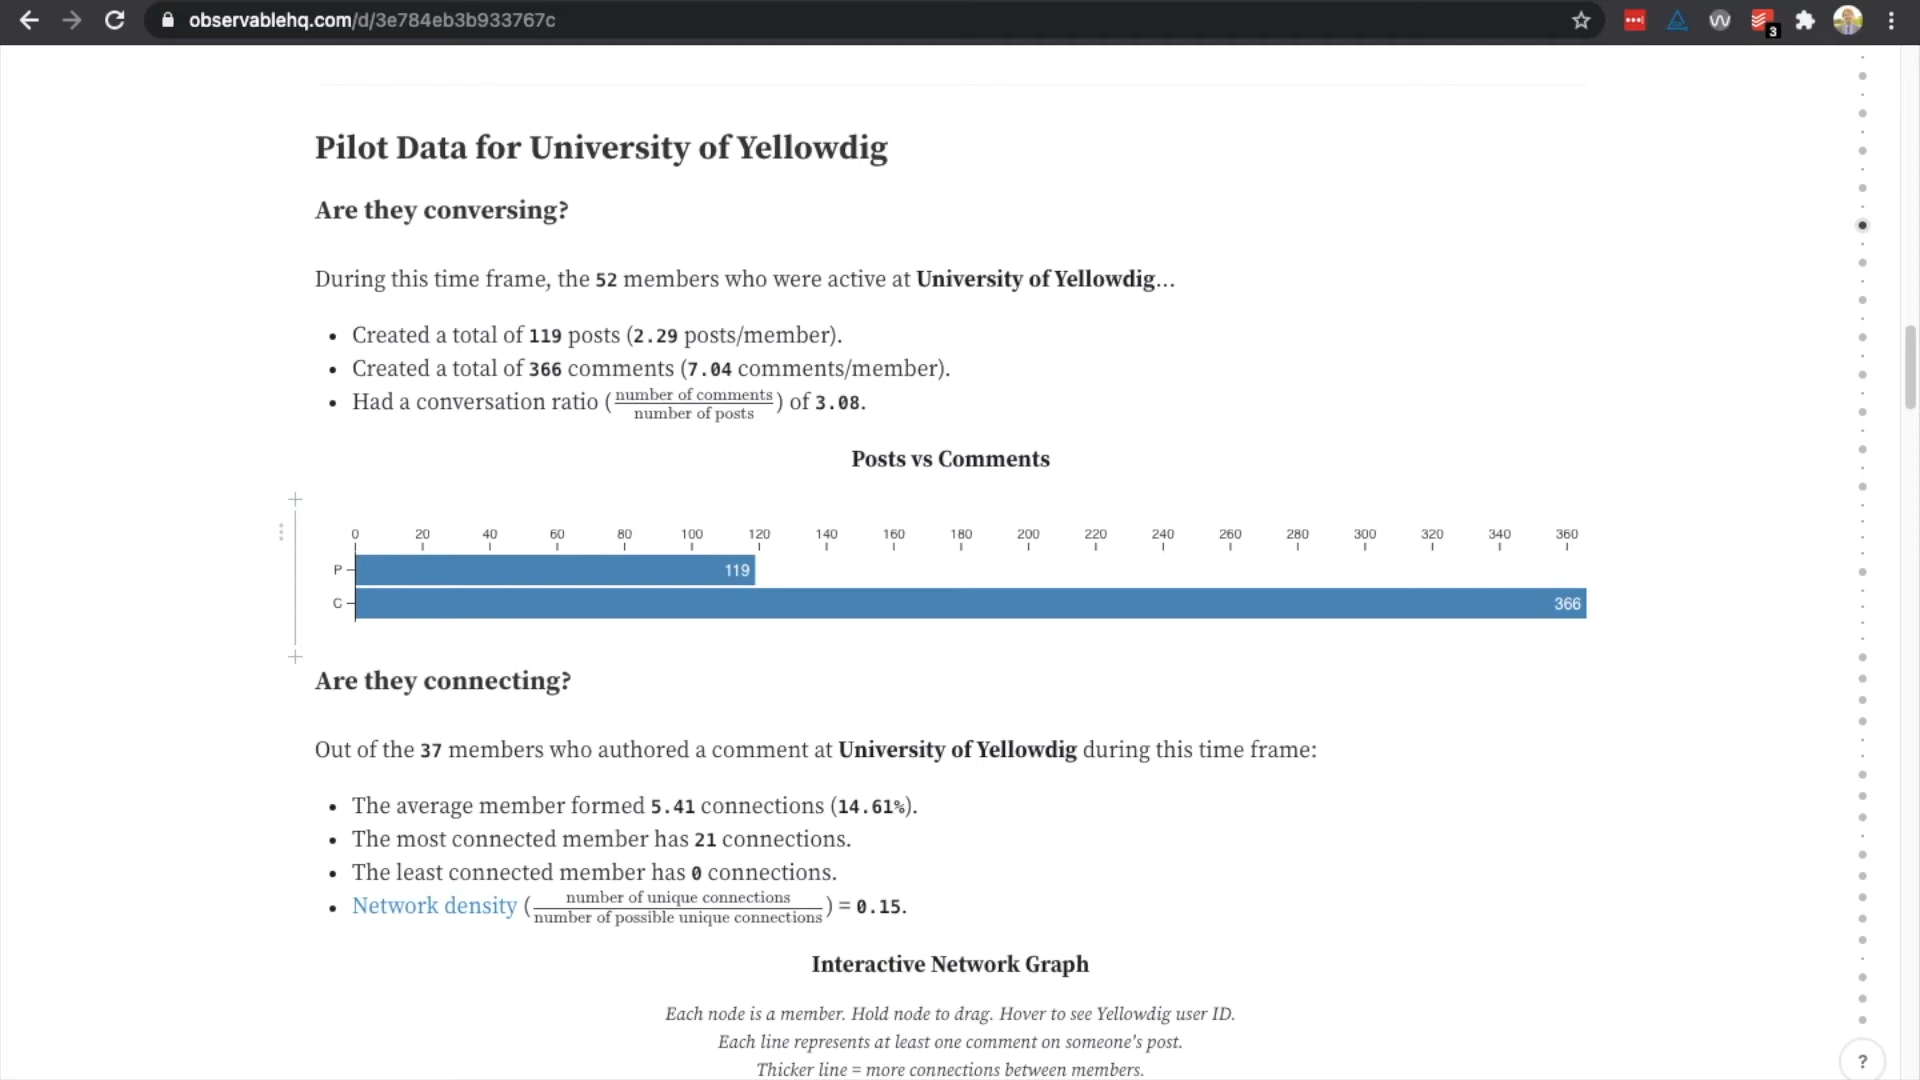 observablehq.com/d/3e784eb3b933767c
3
Pilot Data for University of Yellowdig
Are they conversing?
During this time frame, the 52 members who were active at University of Yellowdig...
• Created a total of 119 posts (2.29 posts/member).
• Created a total of 366 comments (7.04 comments/member).
• Had a conversation ratio (number of comments / number of posts) of 3.08.
Posts vs Comments
0 20 40 60 80 100 120 140 160 180 200 220 240 260 280 300 320 340 360
P 119
C 366
Are they connecting?
Out of the 37 members who authored a comment at University of Yellowdig during this time frame:
• The average member formed 5.41 connections (14.61%).
• The most connected member has 21 connections.
• The least connected member has 0 connections.
• Network density (number of unique connections / number of possible unique connections) = 0.15.
Interactive Network Graph
Each node is a member. Hold node to drag. Hover to see Yellowdig user ID.
Each line represents at least one comment on someone's post.
Thicker line = more connections between members.
?